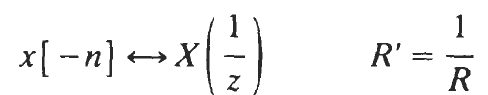 x[-n] ↔ X(1/z)    R' = 1/R